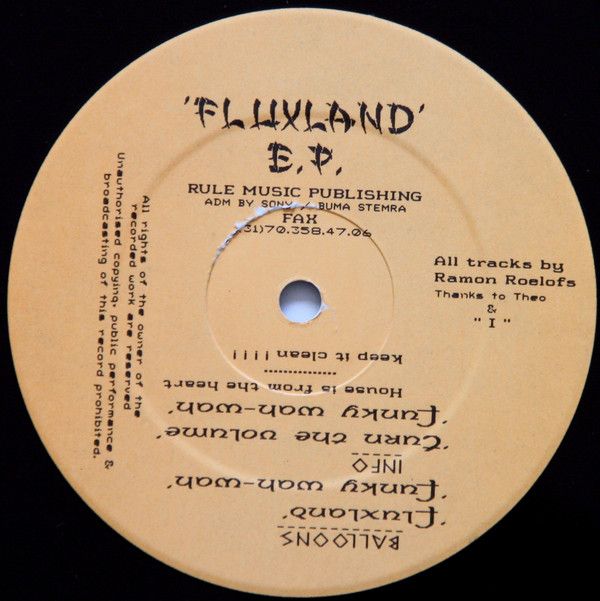 'FLUXLAND'
E.P.
RULE MUSIC PUBLISHING
ADM BY SONY / BUMA STEMRA
FAX
(31)70.358.47.06
All tracks by
Ramon Roelofs
Thanks to Theo
&
" I "
All rights of the owner of the
recorded work are reserved
Unauthorised copying, public performance &
broadcasting of this record prohibited.
BALLOONS
'Fluxland'
'Funky wah-wah'
INFO
'Turn the volume'
'Funky wah-wah'
House is from the heart
Keep it clean !!!!